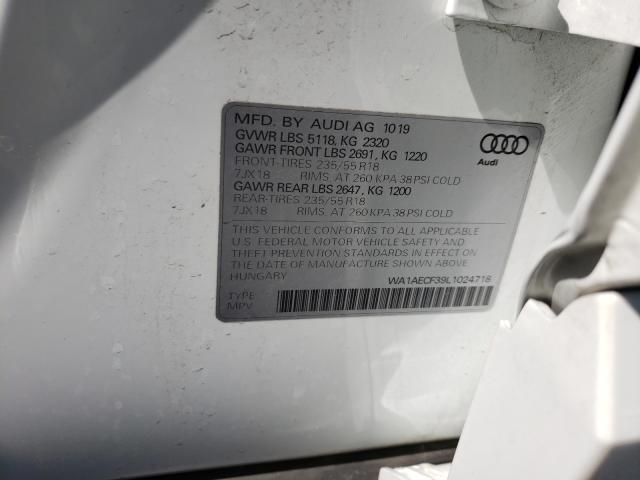 MFD. BY AUDI AG 1019
GVWR LBS 5118, KG 2320
GAWR FRONT LBS 2691, KG 1220
FRONT-TIRES 235/55 R18
7JX18 RIMS. AT 260 KPA 38 PSI COLD
GAWR REAR LBS 2647, KG 1200
REAR-TIRES 235/55 R18
7JX18 RIMS. AT 260 KPA 38 PSI COLD
Audi
THIS VEHICLE CONFORMS TO ALL APPLICABLE
U.S. FEDERAL MOTOR VEHICLE SAFETY AND
THEFT PREVENTION STANDARDS IN EFFECT ON
THE DATE OF MANUFACTURE SHOWN ABOVE
HUNGARY
WA1AECF39L1024718
TYPE:
MPV